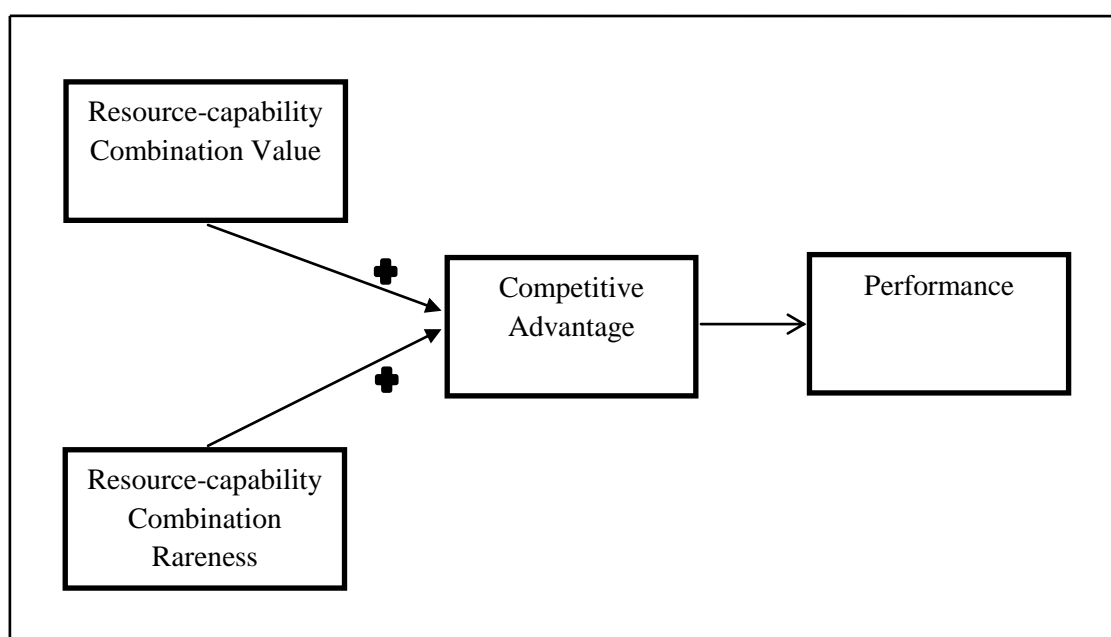 Resource-capability
Combination Value
Competitive
Advantage
Performance
Resource-capability
Combination
Rareness